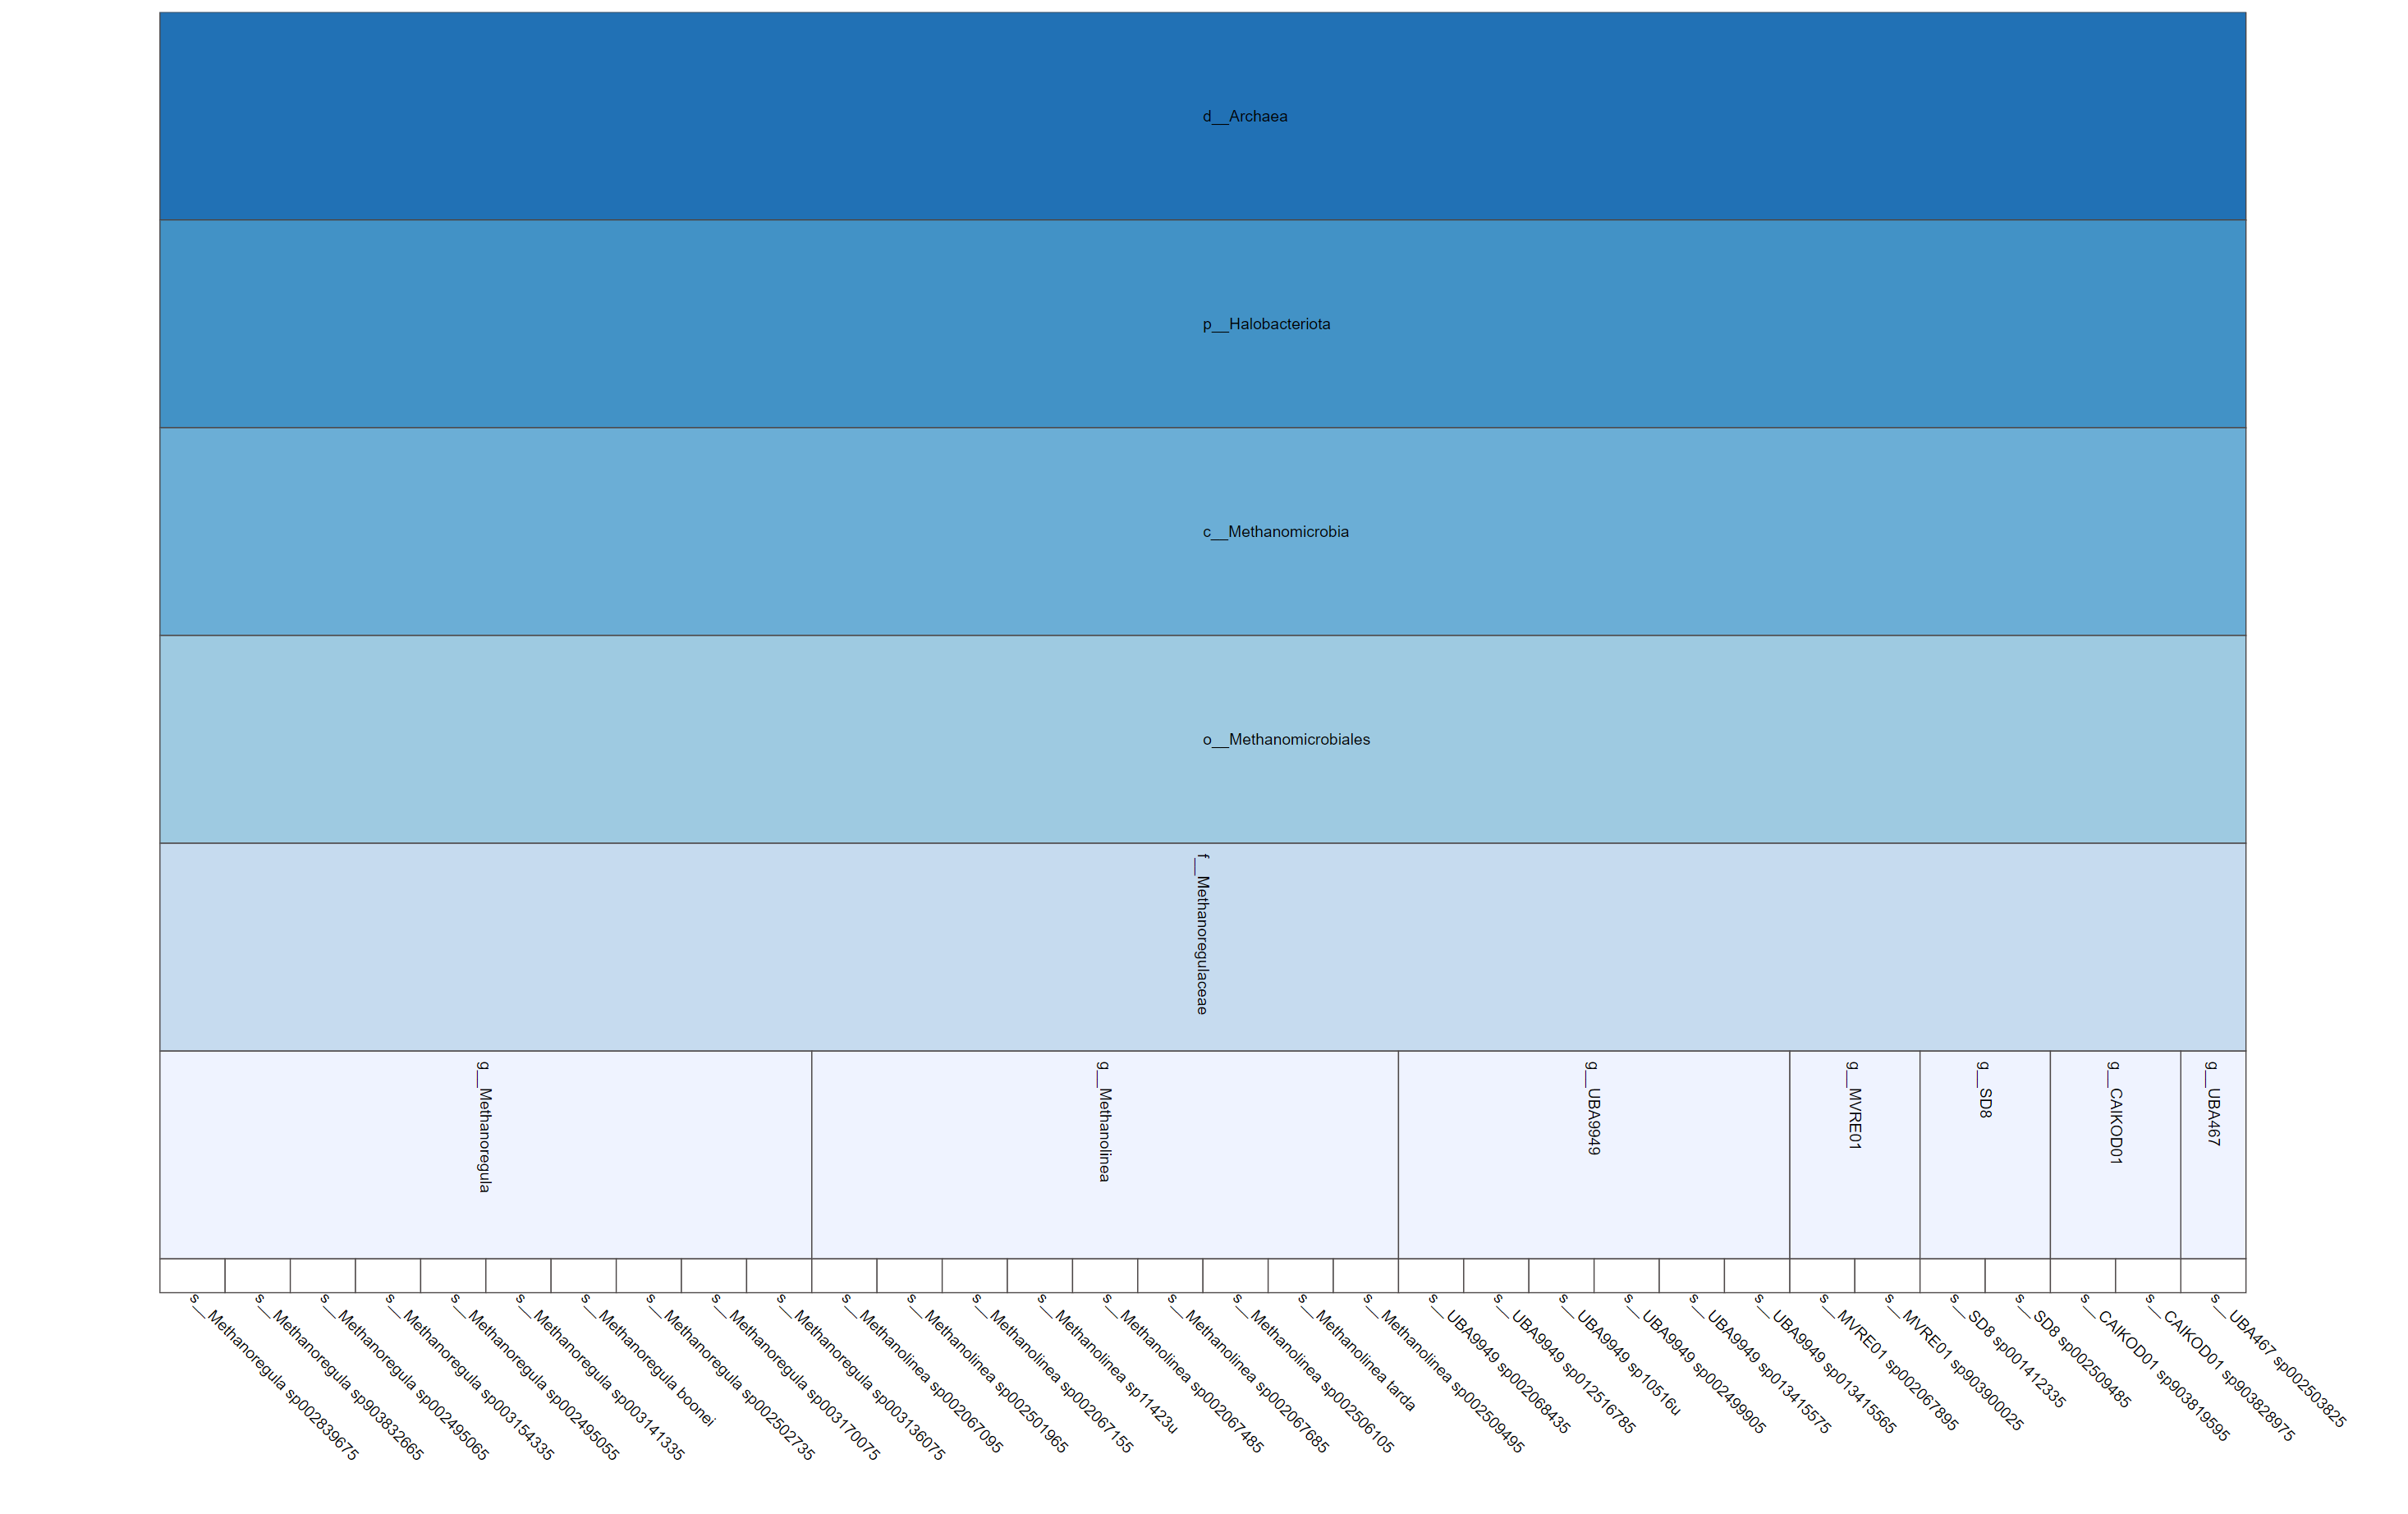 d__Archaea
p__Halobacteriota
c__Methanomicrobia
o__Methanomicrobiales
f__Methanoregulaceae
g__Methanoregula
g__Methanolinea
g__UBA9949
g__MVRE01
g__SD8
g__CAIKOD01
g__UBA467
s__Methanoregula sp002839675
s__Methanoregula sp903832665
s__Methanoregula sp002495065
s__Methanoregula sp003154335
s__Methanoregula sp002495055
s__Methanoregula sp003141335
s__Methanoregula boonei
s__Methanoregula sp002502735
s__Methanoregula sp003170075
s__Methanoregula sp003136075
s__Methanolinea sp002067095
s__Methanolinea sp002501965
s__Methanolinea sp002067155
s__Methanolinea sp11423u
s__Methanolinea sp002067485
s__Methanolinea sp002067685
s__Methanolinea sp002506105
s__Methanolinea tarda
s__Methanolinea sp002509495
s__UBA9949 sp002068435
s__UBA9949 sp012516785
s__UBA9949 sp10516u
s__UBA9949 sp002499905
s__UBA9949 sp013415575
s__UBA9949 sp013415565
s__MVRE01 sp002067895
s__MVRE01 sp903900025
s__SD8 sp001412335
s__SD8 sp002509485
s__CAIKOD01 sp903819595
s__CAIKOD01 sp903828975
s__UBA467 sp002503825